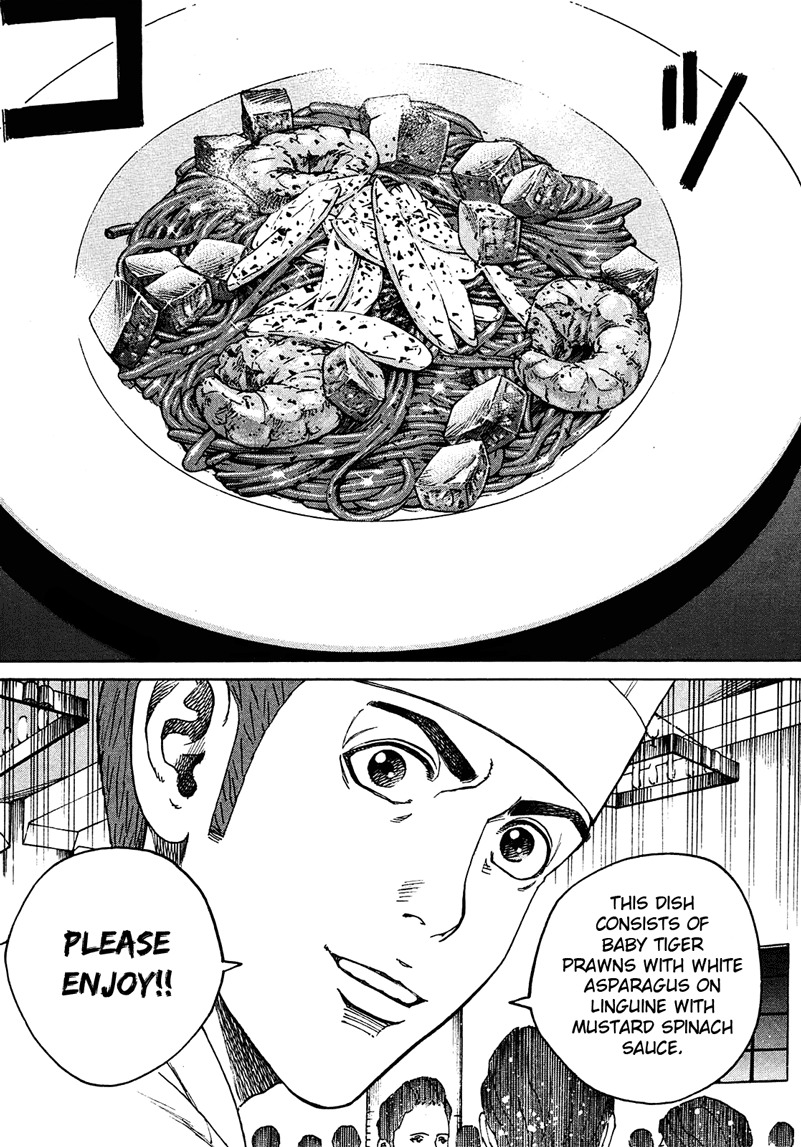 コッ
THIS DISH
CONSISTS OF
BABY TIGER
PRAWNS WITH WHITE
ASPARAGUS ON
LINGUINE WITH
MUSTARD SPINACH
SAUCE.
PLEASE
ENJOY!!